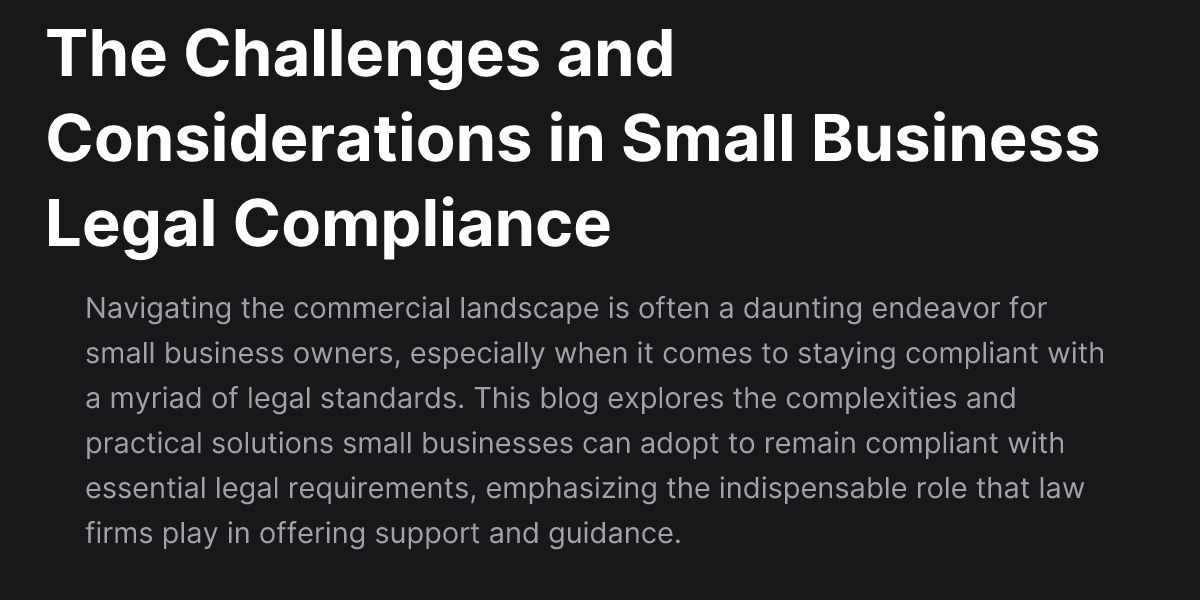 The Challenges and
Considerations in Small Business
Legal Compliance
Navigating the commercial landscape is often a daunting endeavor for
small business owners, especially when it comes to staying compliant with
a myriad of legal standards. This blog explores the complexities and
practical solutions small businesses can adopt to remain compliant with
essential legal requirements, emphasizing the indispensable role that law
firms play in offering support and guidance.